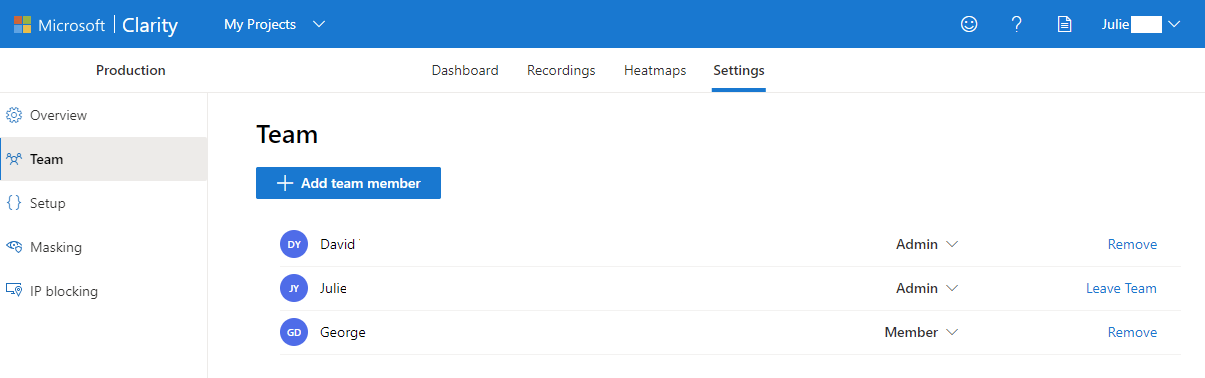 Microsoft | Clarity My Projects Julie
Production Dashboard Recordings Heatmaps Settings
Overview
Team
Setup
Masking
IP blocking
Team
+ Add team member
DY David Admin Remove
JY Julie Admin Leave Team
GD George Member Remove